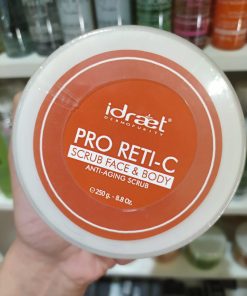 idraet
DERMOPURITY
PRO RETI-C
SCRUB FACE & BODY
ANTI-AGING SCRUB
℮ 250 g. - 8.8 Oz.